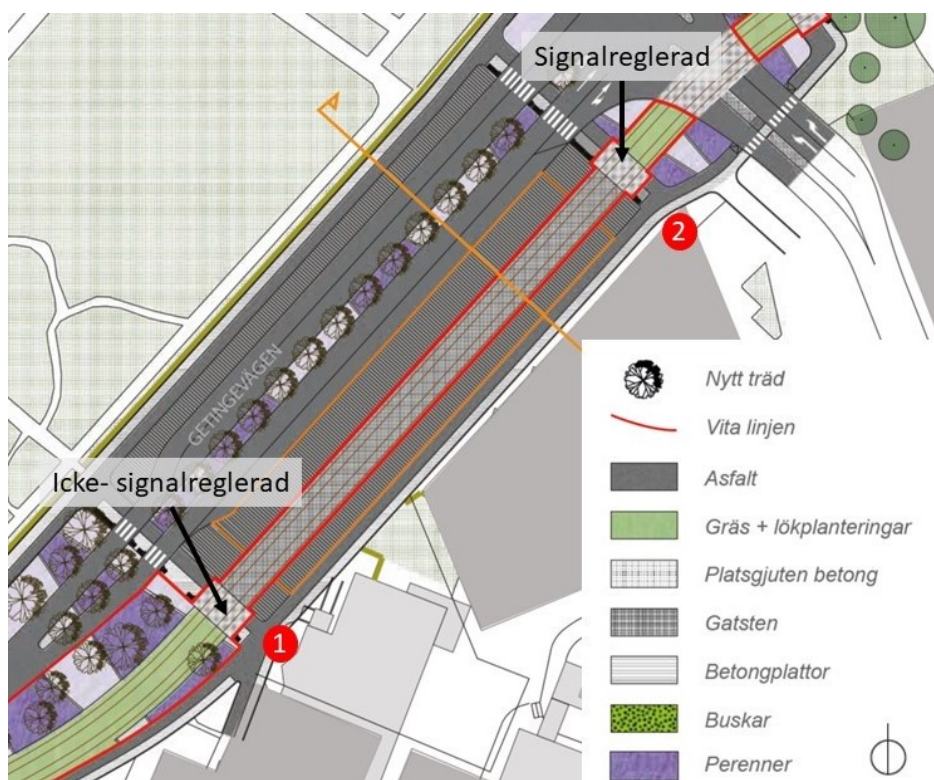 Signalreglerad
2
GETINGEVÄGEN
Icke- signalreglerad
1
Nytt träd
Vita linjen
Asfalt
Gräs + lökplanteringar
Platsgjuten betong
Gatsten
Betongplattor
Buskar
Perenner